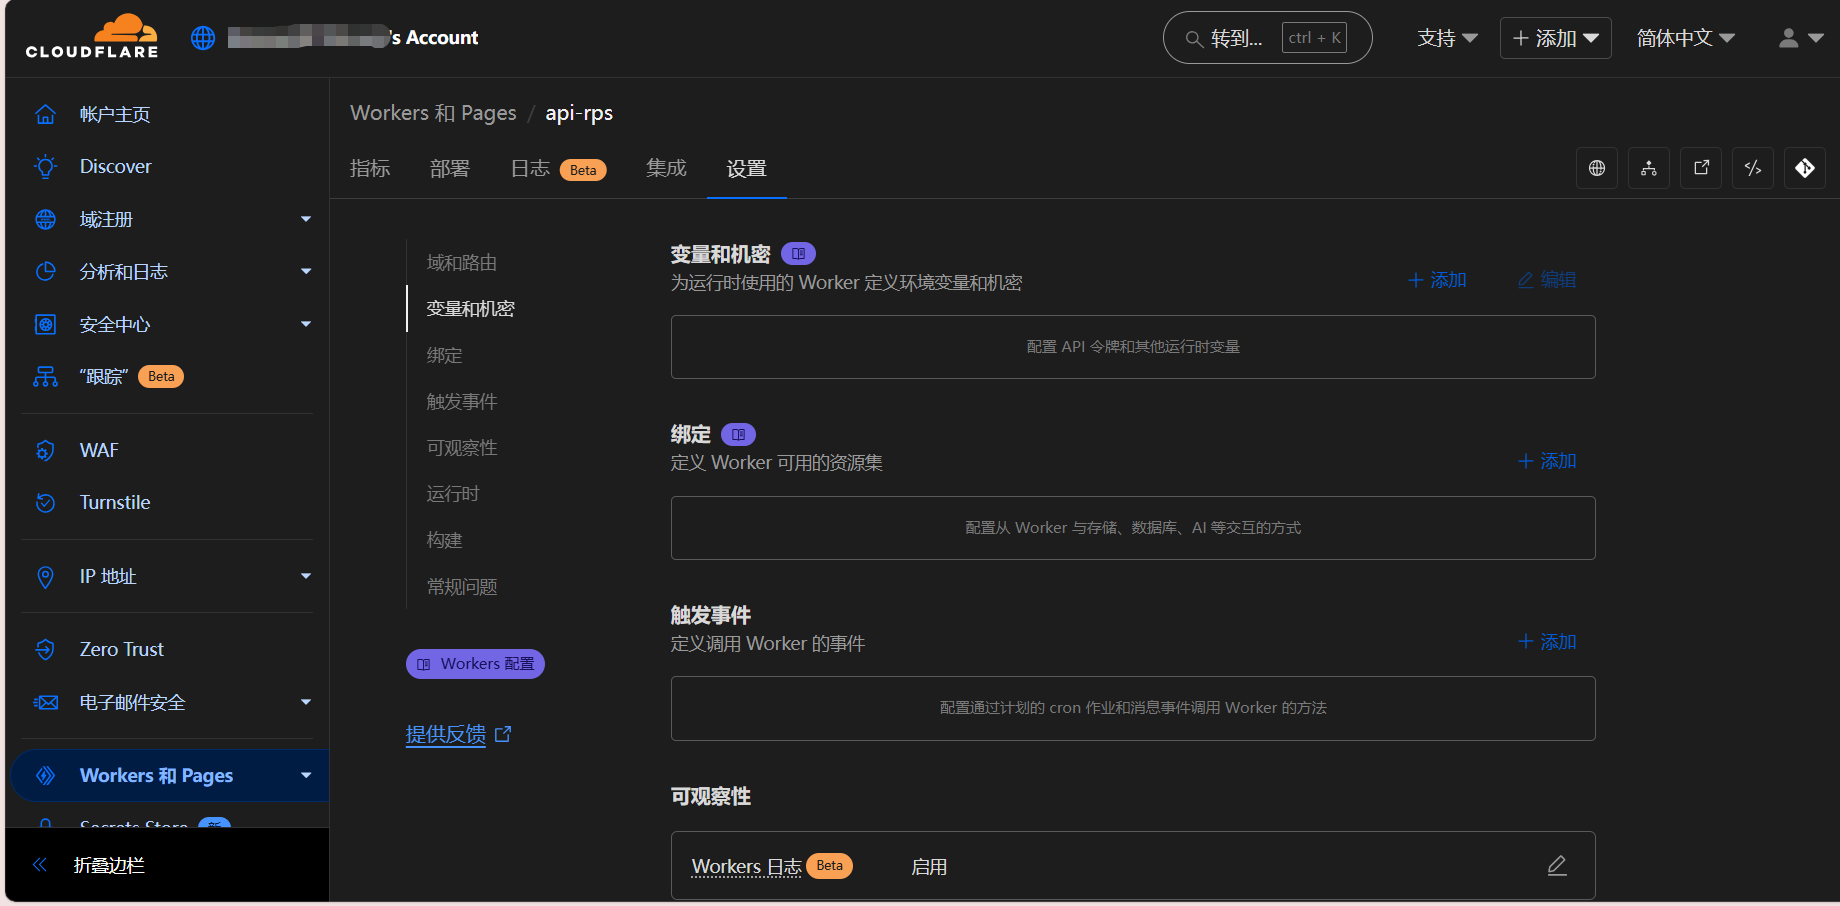 CLOUDFLARE
's Account
转到...
ctrl + K
支持
添加
简体中文
帐户主页
Discover
域注册
分析和日志
安全中心
“跟踪” Beta
WAF
Turnstile
IP 地址
Zero Trust
电子邮件安全
Workers 和 Pages
Secrets Store 新
折叠边栏
Workers 和 Pages / api-rps
指标
部署
日志 Beta
集成
设置
域和路由
变量和机密
绑定
触发事件
可观察性
运行时
构建
常规问题
Workers 配置
提供反馈
变量和机密
为运行时使用的 Worker 定义环境变量和机密
添加
编辑
配置 API 令牌和其他运行时变量
绑定
定义 Worker 可用的资源集
添加
配置从 Worker 与存储、数据库、AI 等交互的方式
触发事件
定义调用 Worker 的事件
添加
配置通过计划的 cron 作业和消息事件调用 Worker 的方法
可观察性
Workers 日志 Beta
启用